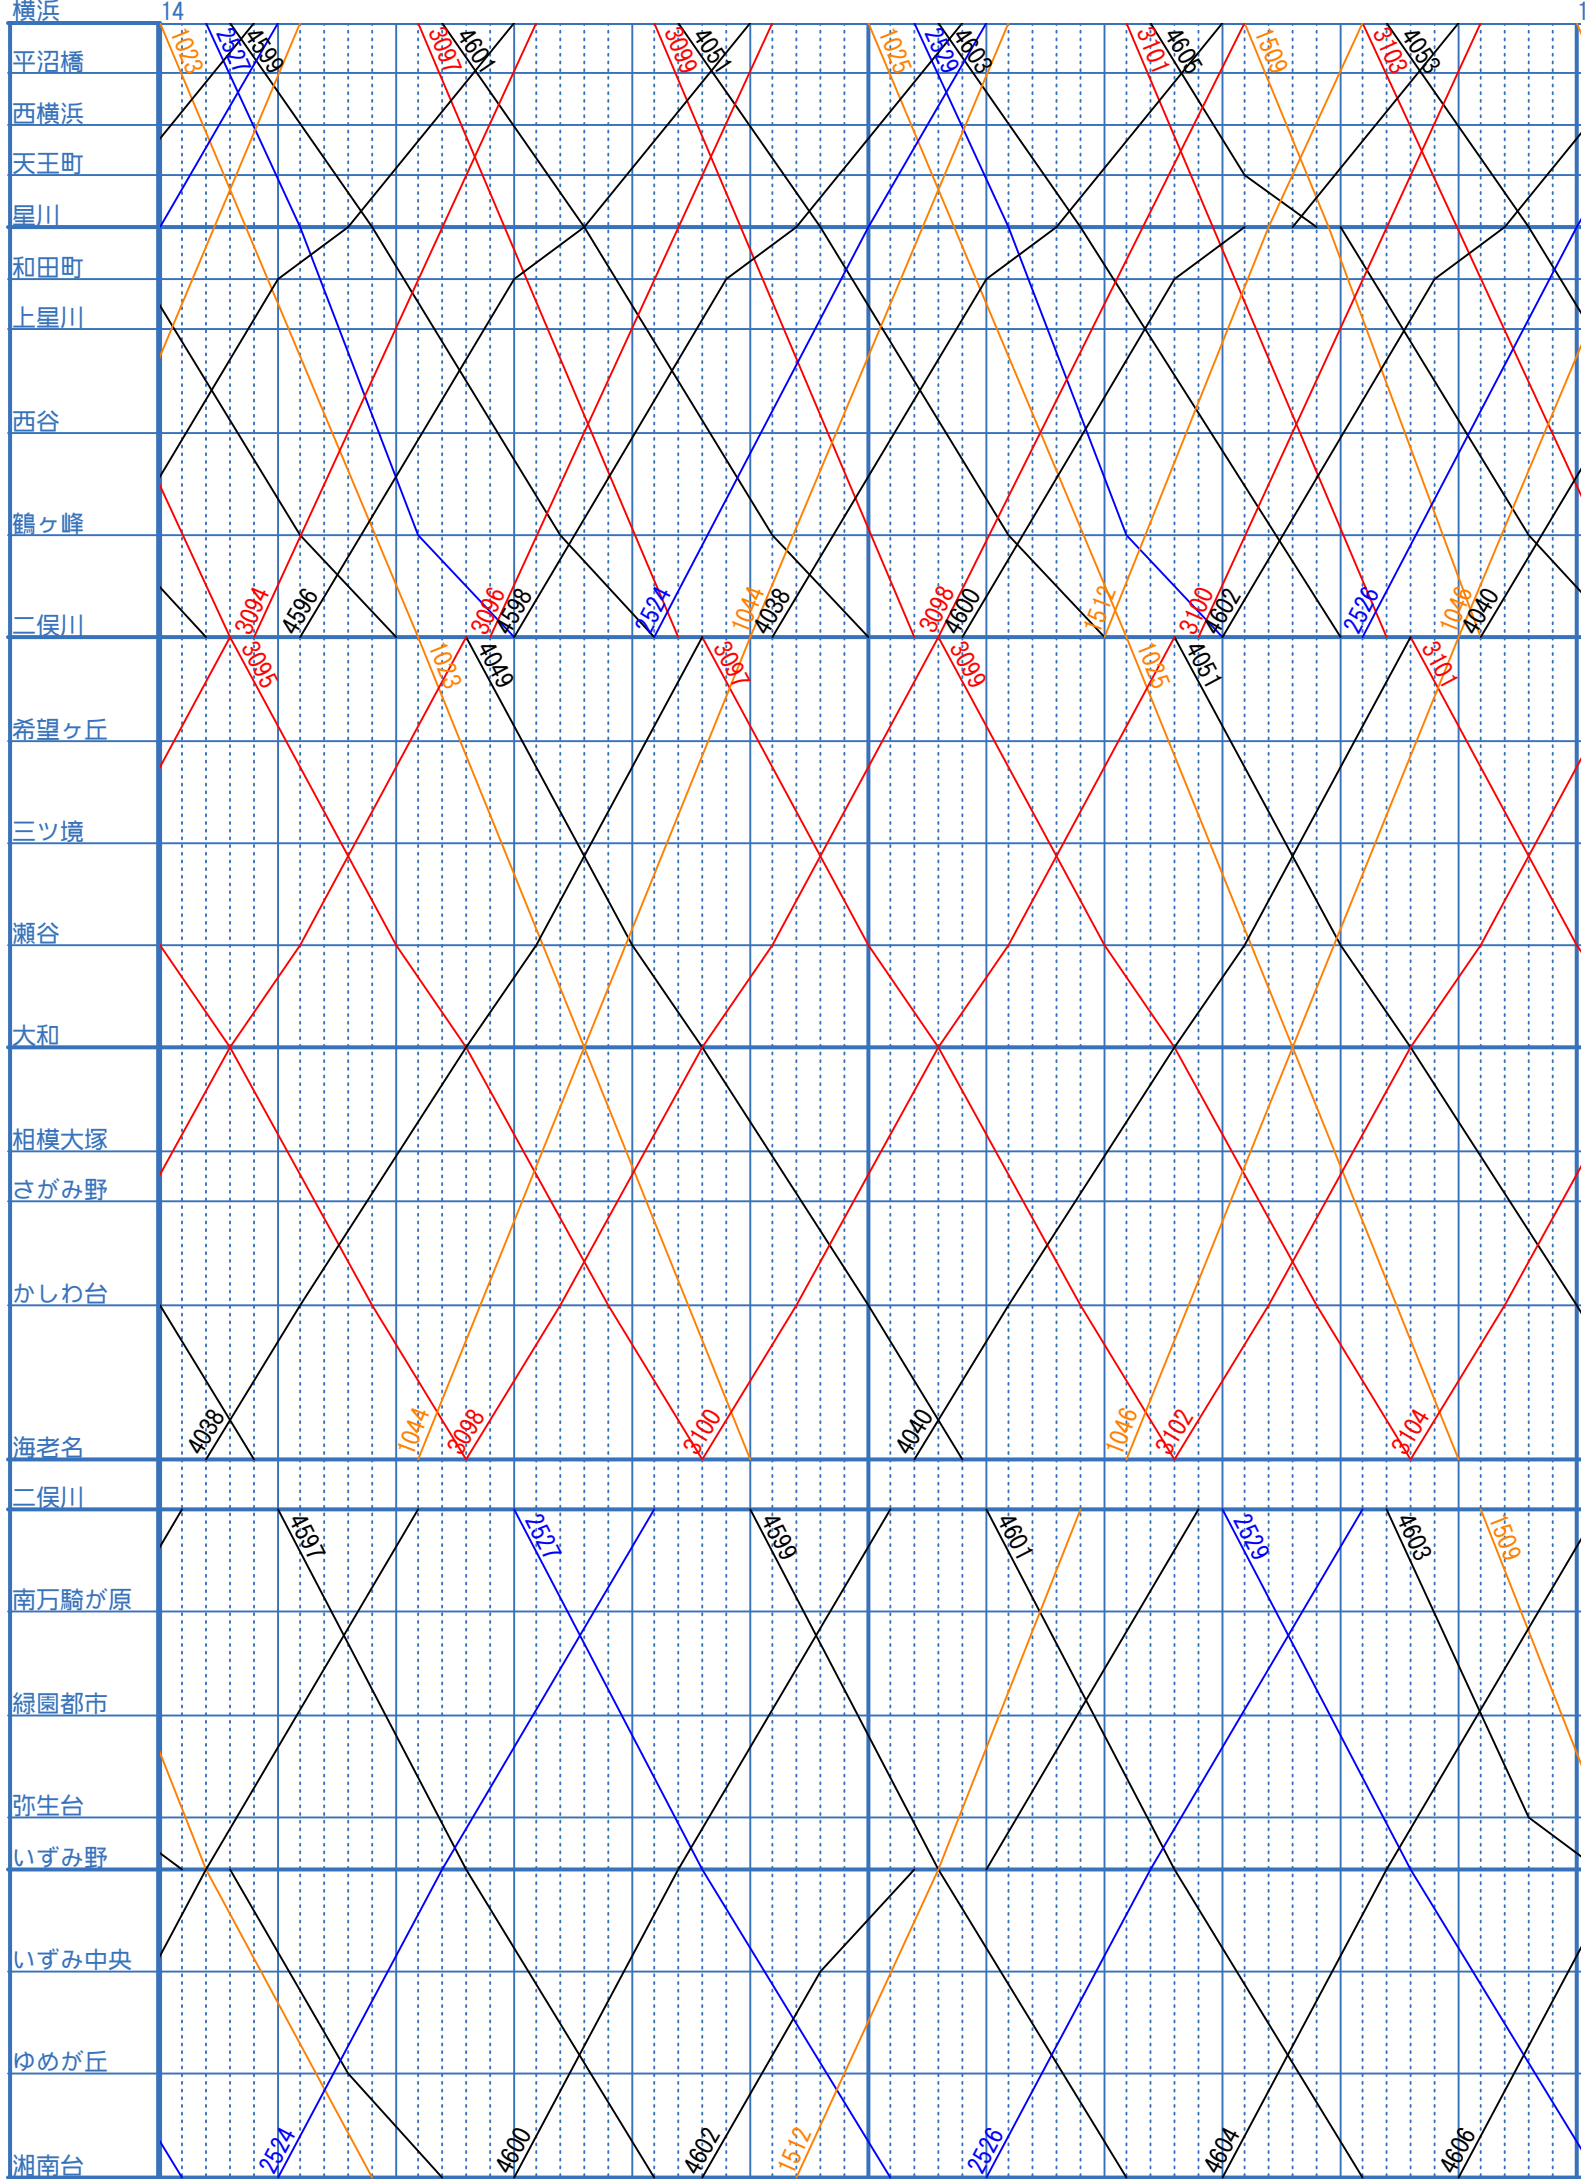 横浜
14
1
1023
2527
4599
3097
4601
3099
4051
1025
2529
4603
3101
4605
1509
3103
4053
平沼橋
西横浜
天王町
星川
和田町
上星川
西谷
鶴ヶ峰
二俣川
3094
4596
3096
4598
2524
1044
4038
3098
4600
1512
3100
4602
2526
1046
4040
3095
1023
4049
3097
3099
1025
4051
3101
希望ヶ丘
三ツ境
瀬谷
大和
相模大塚
さがみ野
かしわ台
海老名
4038
1044
3098
3100
4040
1046
3102
3104
二俣川
4597
2527
4599
4601
2529
4603
1509
南万騎が原
緑園都市
弥生台
いずみ野
いずみ中央
ゆめが丘
湘南台
2524
4600
4602
1512
2526
4604
4606